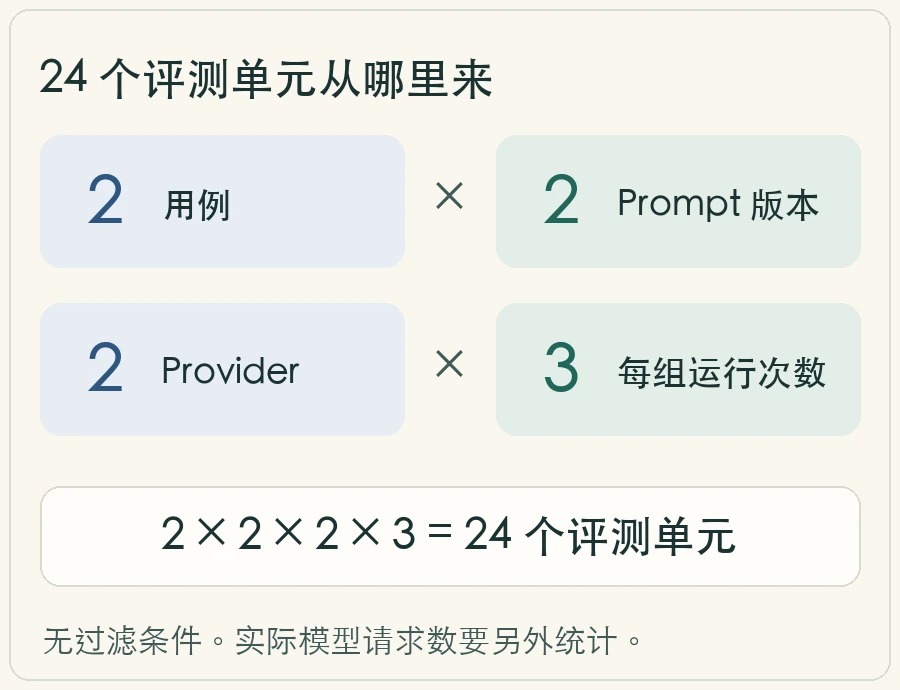 24 个评测单元从哪里来
2 用例 × 2 Prompt 版本
2 Provider × 3 每组运行次数
2 × 2 × 2 × 3 = 24 个评测单元
无过滤条件。实际模型请求数要另外统计。